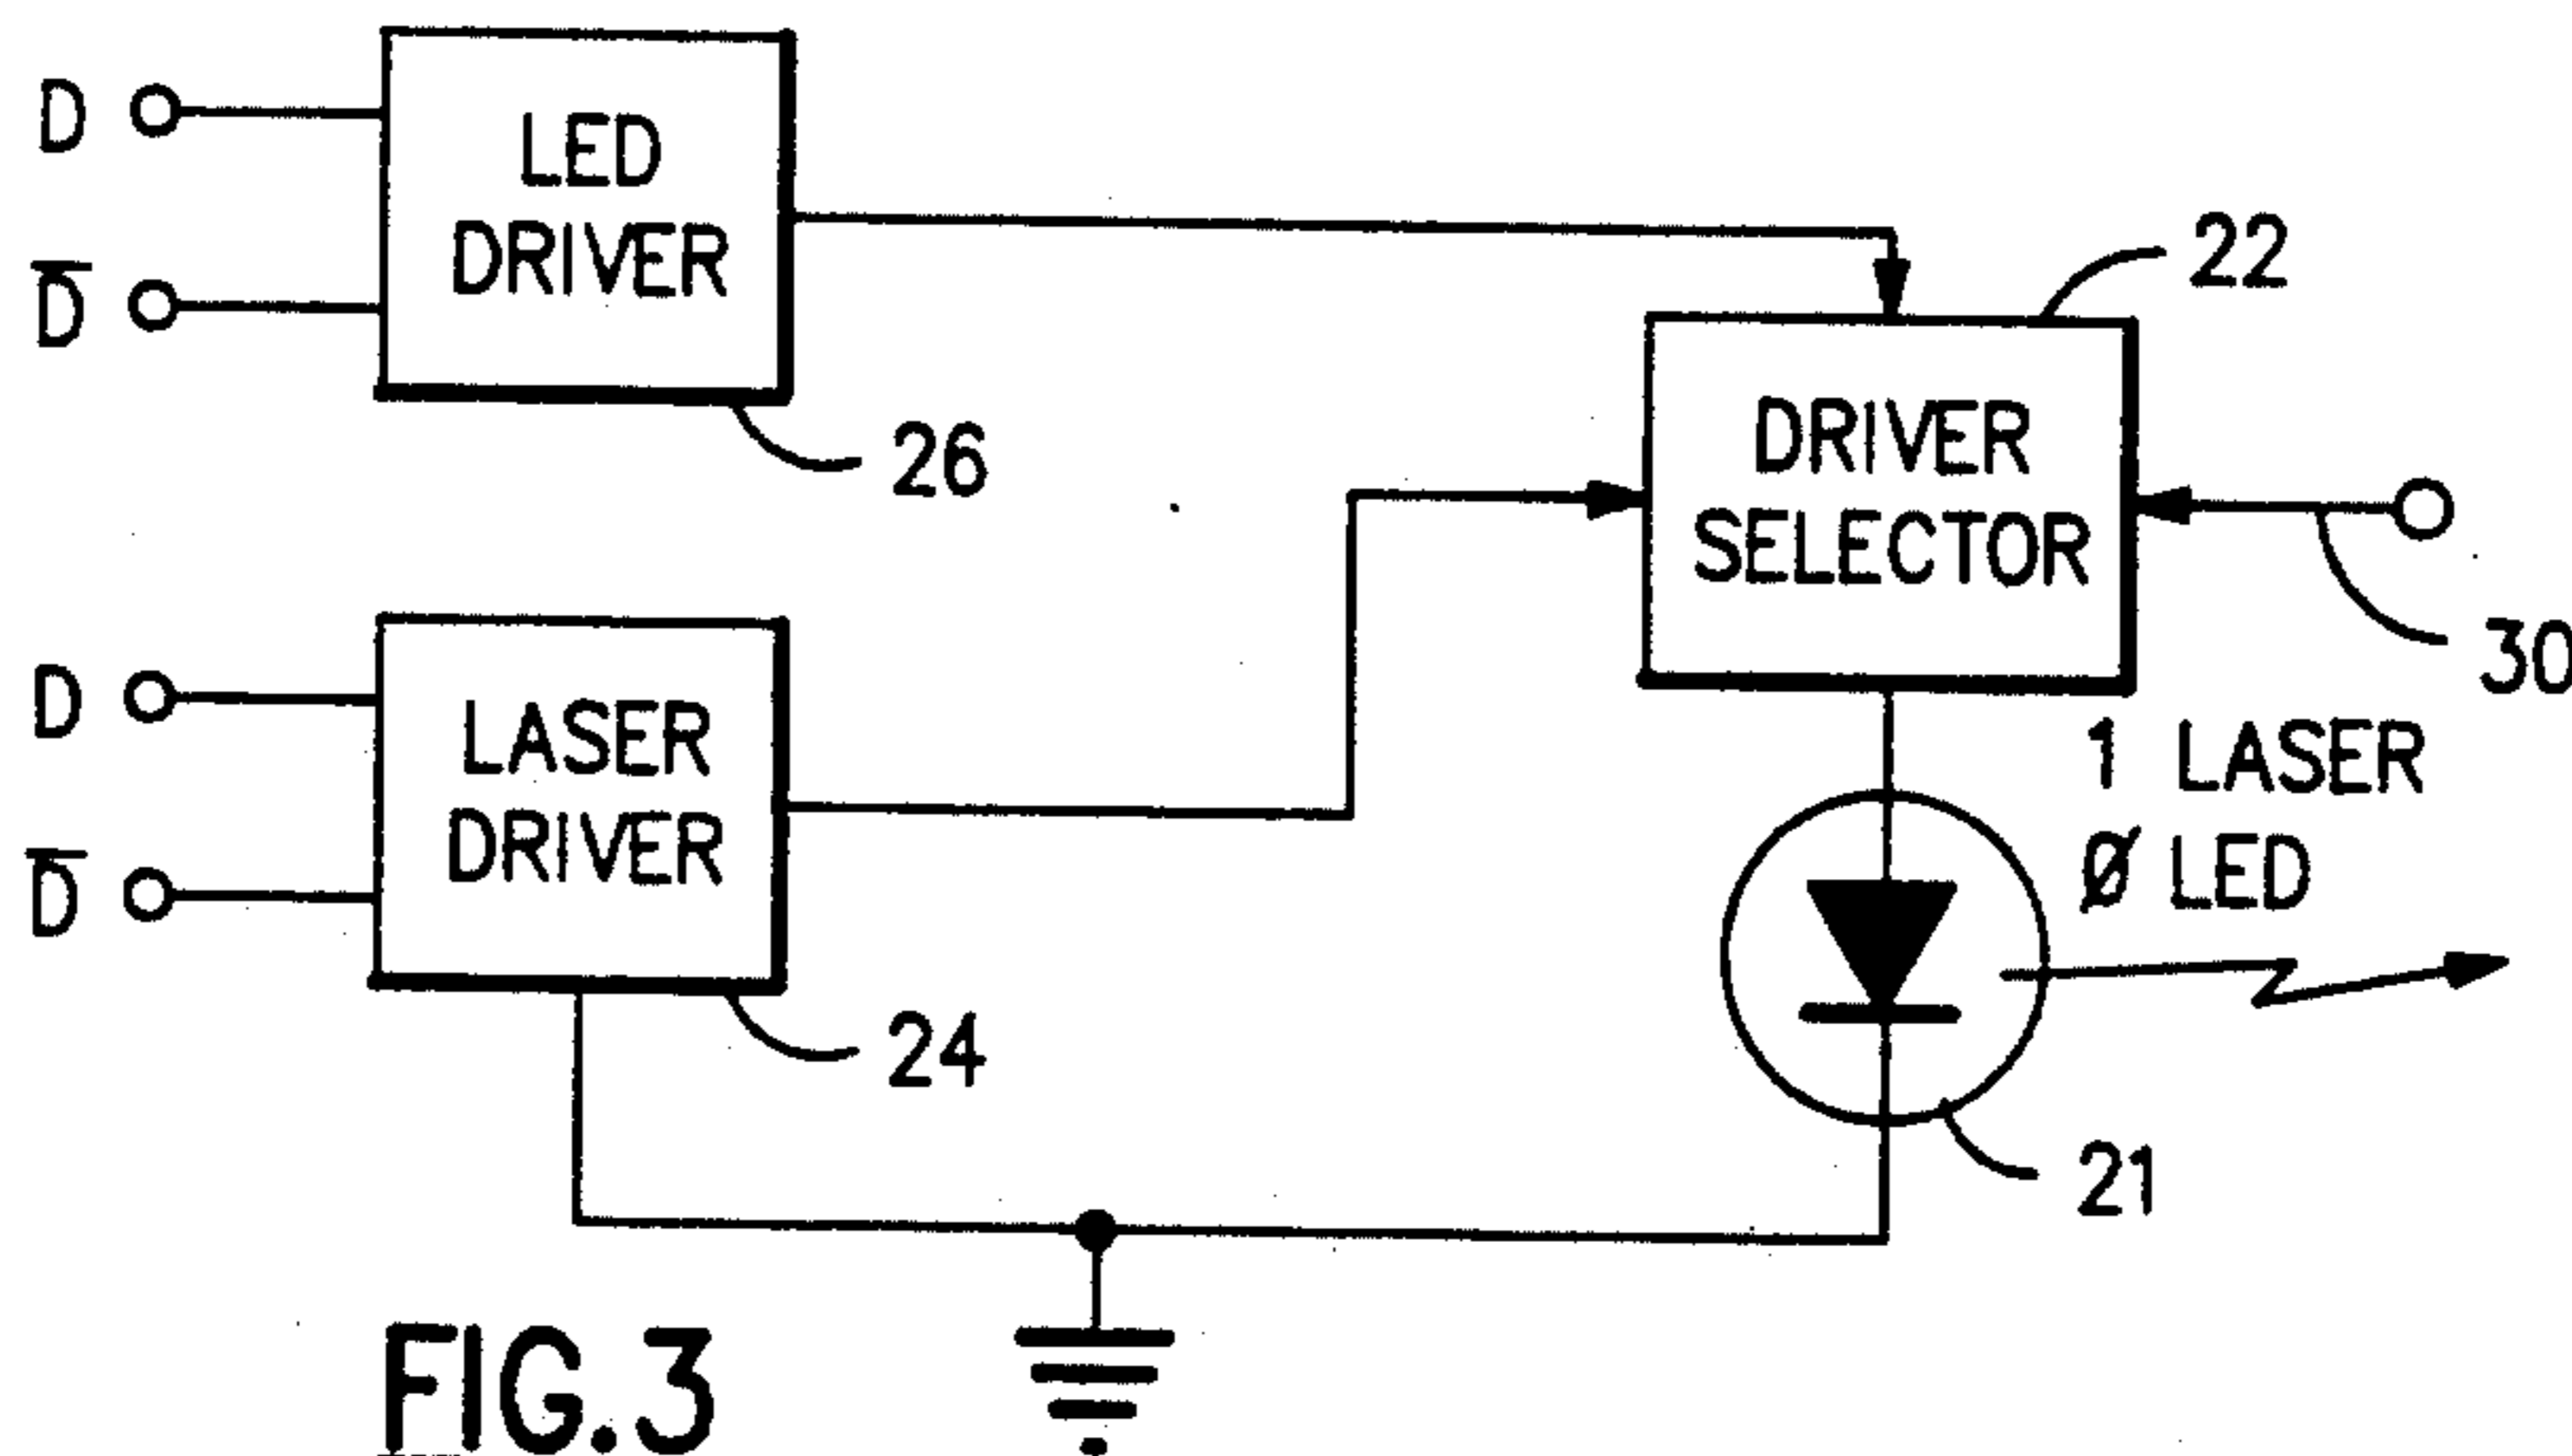 D
D̅
LED
DRIVER
26
22
DRIVER
SELECTOR
30
D
D̅
LASER
DRIVER
24
1 LASER
Ø LED
21
FIG.3